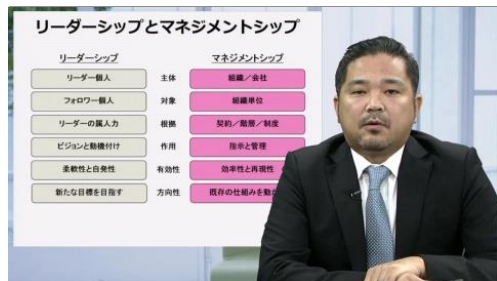 リーダーシップとマネジメントシップ
リーダーシップ マネジメントシップ
リーダー個人 主体 組織／会社
フォロワー個人 対象 組織単位
リーダーの属人力 根拠 契約／階層／制度
ビジョンと動機付け 作用 指示と管理
柔軟性と自発性 有効性 効率性と再現性
新たな目標を目指す 方向性 既存の仕組みを動か